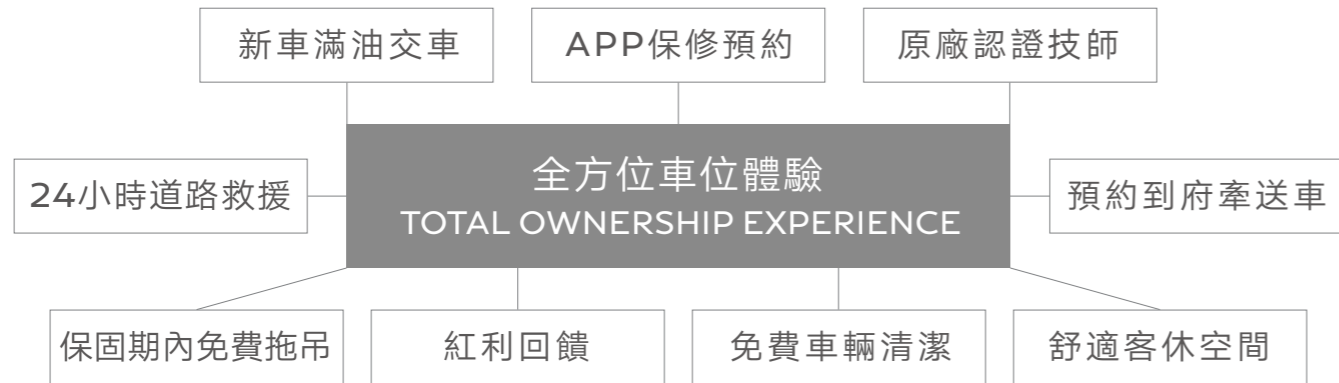 新車滿油交車
APP保修預約
原廠認證技師
全方位車位體驗
TOTAL OWNERSHIP EXPERIENCE
24小時道路救援
預約到府牽送車
保固期內免費拖吊
紅利回饋
免費車輛清潔
舒適客休空間